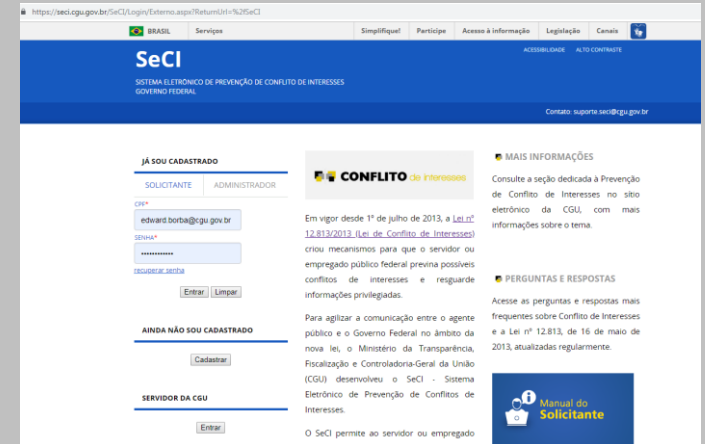 https://seci.cgu.gov.br/SeCI/Login/Externo.aspx?ReturnUrl=%2fSeCI
BRASIL
Serviços
Simplifique!
Participe
Acesso à informação
Legislação
Canais
SeCI
ACESSIBILIDADE
ALTO CONTRASTE
SISTEMA ELETRÔNICO DE PREVENÇÃO DE CONFLITO DE INTERESSES
GOVERNO FEDERAL
Contato: suporte.seci@cgu.gov.br
JÁ SOU CADASTRADO
SOLICITANTE
ADMINISTRADOR
CPF*
edward.borba@cgu.gov.br
SENHA*
••••••••••••
recuperar senha
Entrar
Limpar
AINDA NÃO SOU CADASTRADO
Cadastrar
SERVIDOR DA CGU
Entrar
CONFLITO de interesses
Em vigor desde 1º de julho de 2013, a Lei nº
12.813/2013 (Lei de Conflito de Interesses)
criou mecanismos para que o servidor ou
empregado público federal previna possíveis
conflitos de interesses e resguarde
informações privilegiadas.
Para agilizar a comunicação entre o agente
público e o Governo Federal no âmbito da
nova lei, o Ministério da Transparência,
Fiscalização e Controladoria-Geral da União
(CGU) desenvolveu o SeCI - Sistema
Eletrônico de Prevenção de Conflitos de
Interesses.
O SeCI permite ao servidor ou empregado
MAIS INFORMAÇÕES
Consulte a seção dedicada à Prevenção
de Conflito de Interesses no sítio
eletrônico da CGU, com mais
informações sobre o tema.
PERGUNTAS E RESPOSTAS
Acesse as perguntas e respostas mais
frequentes sobre Conflito de Interesses
e a Lei nº 12.813, de 16 de maio de
2013, atualizadas regularmente.
Manual do
Solicitante